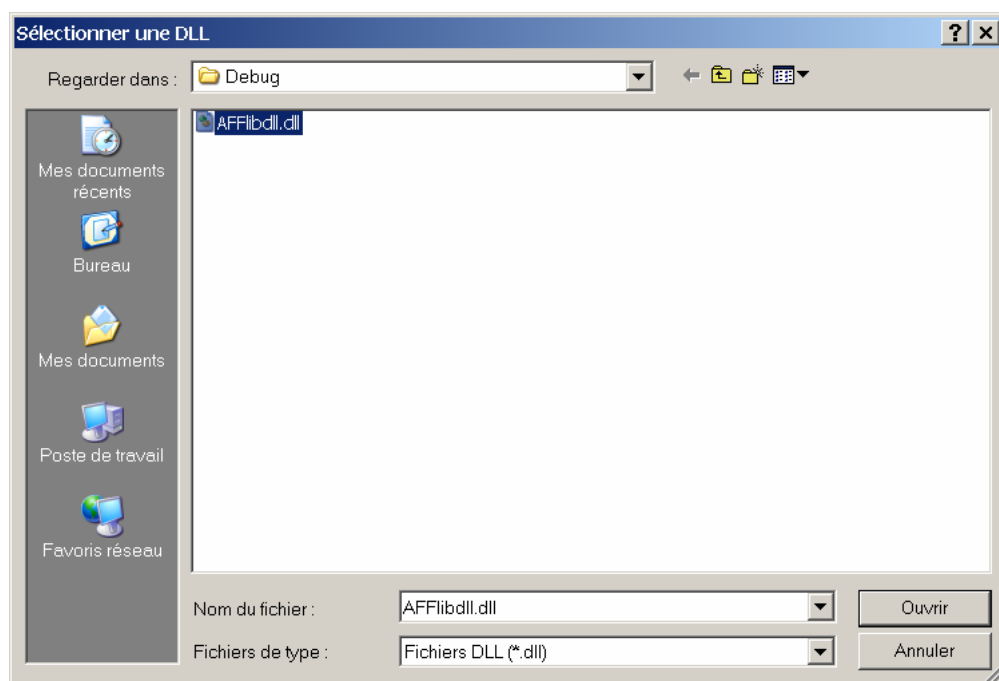 Sélectionner une DLL
Regarder dans :
Debug
AFFlibdll.dll
Mes documents
récents
Bureau
Mes documents
Poste de travail
Favoris réseau
Nom du fichier :
AFFlibdll.dll
Ouvrir
Fichiers de type :
Fichiers DLL (*.dll)
Annuler